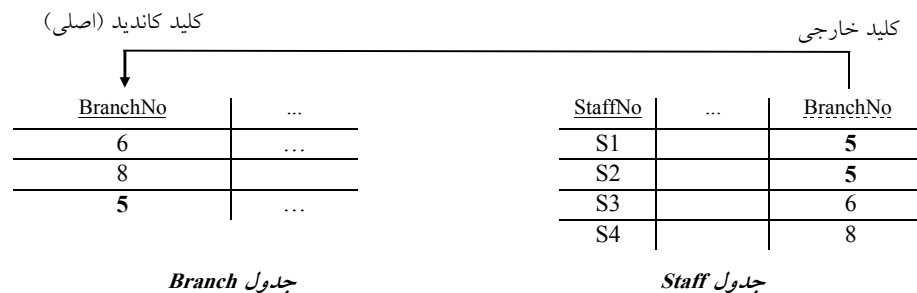 کلید کاندید (اصلی)
کلید خارجی
BranchNo ...
6 ...
8
5 ...
جدول Branch
StaffNo ... BranchNo
S1 5
S2 5
S3 6
S4 8
جدول Staff